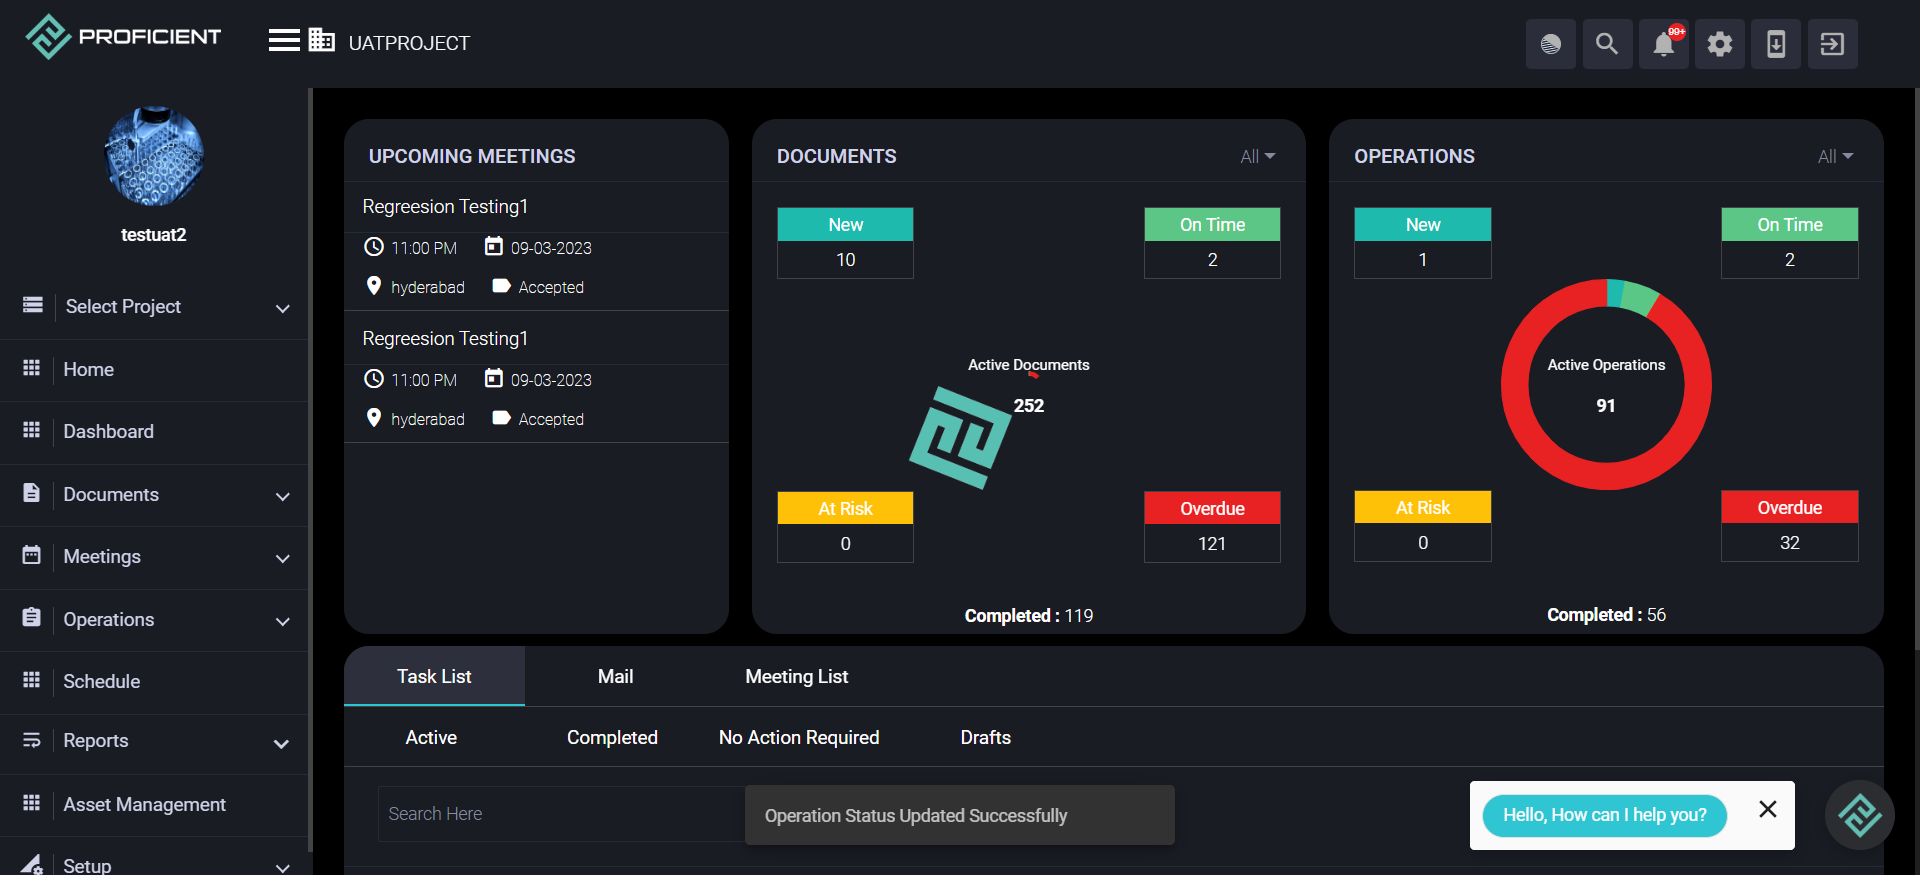 PROFICIENT
UATPROJECT
99+
testuat2
Select Project
Home
Dashboard
Documents
Meetings
Operations
Schedule
Reports
Asset Management
Setup
UPCOMING MEETINGS
Regreesion Testing1
11:00 PM 09-03-2023
hyderabad Accepted
Regreesion Testing1
11:00 PM 09-03-2023
hyderabad Accepted
DOCUMENTS All
New
10
On Time
2
Active Documents
252
At Risk
0
Overdue
121
Completed : 119
OPERATIONS All
New
1
On Time
2
Active Operations
91
At Risk
0
Overdue
32
Completed : 56
Task List Mail Meeting List
Active Completed No Action Required Drafts
Search Here
Operation Status Updated Successfully
Hello, How can I help you?